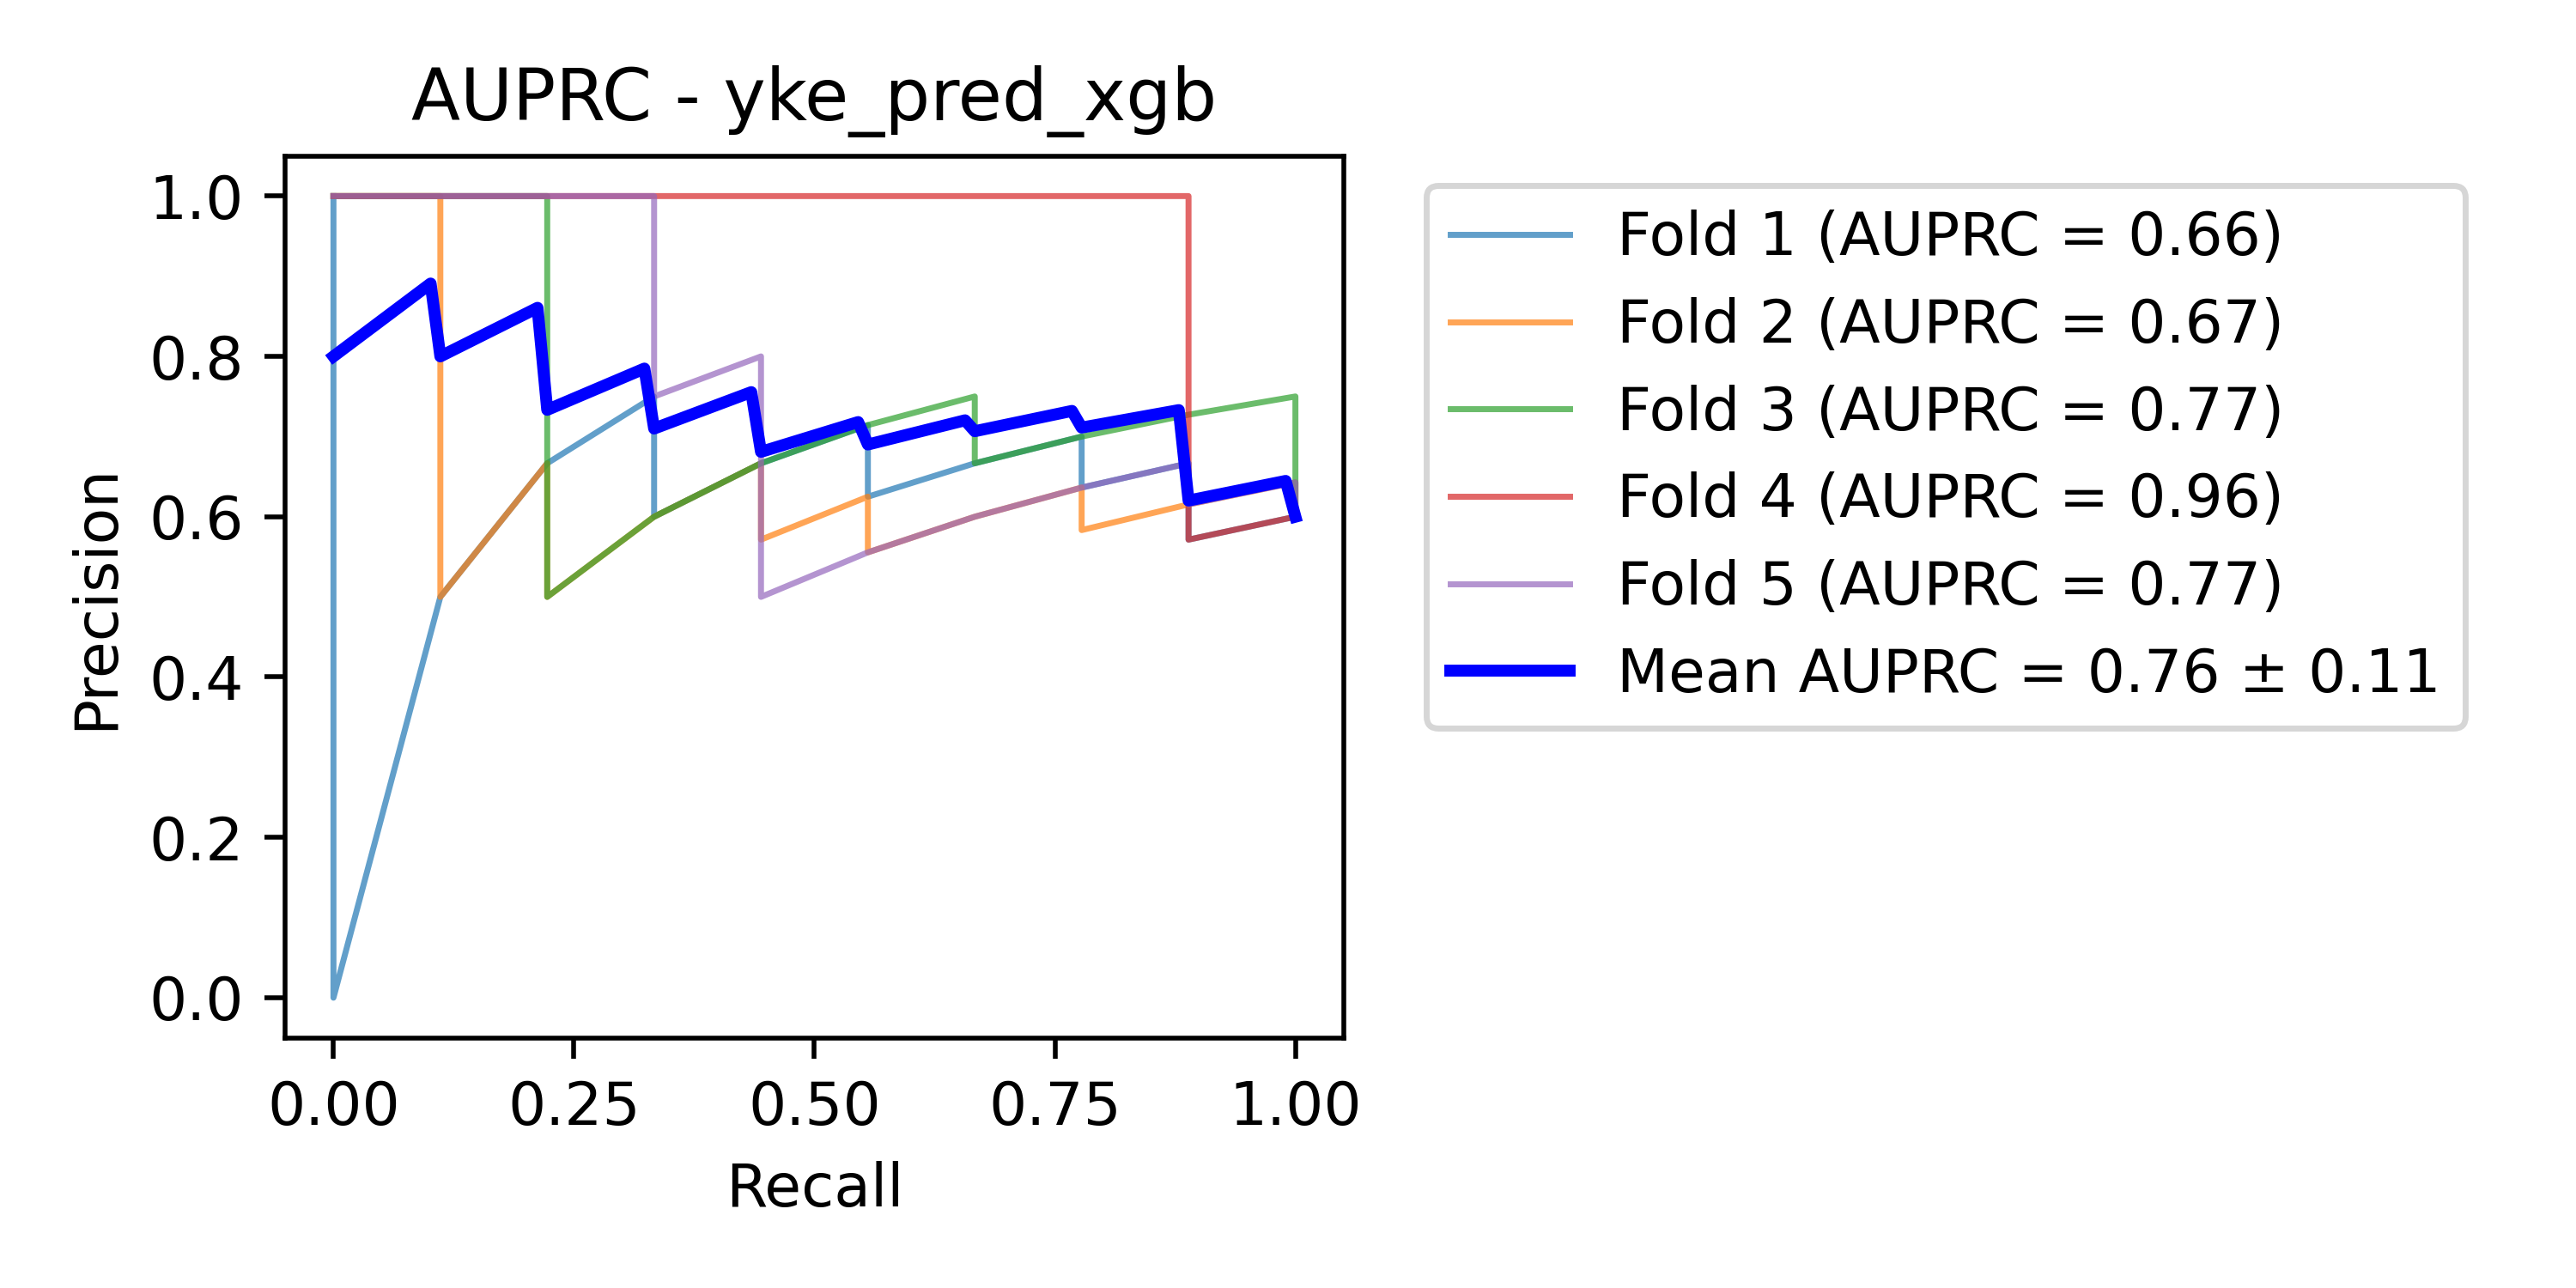 AUPRC - yke_pred_xgb
1.0
0.8
0.6
0.4
0.2
0.0
Precision
0.00 0.25 0.50 0.75 1.00
Recall
Fold 1 (AUPRC = 0.66)
Fold 2 (AUPRC = 0.67)
Fold 3 (AUPRC = 0.77)
Fold 4 (AUPRC = 0.96)
Fold 5 (AUPRC = 0.77)
Mean AUPRC = 0.76 ± 0.11